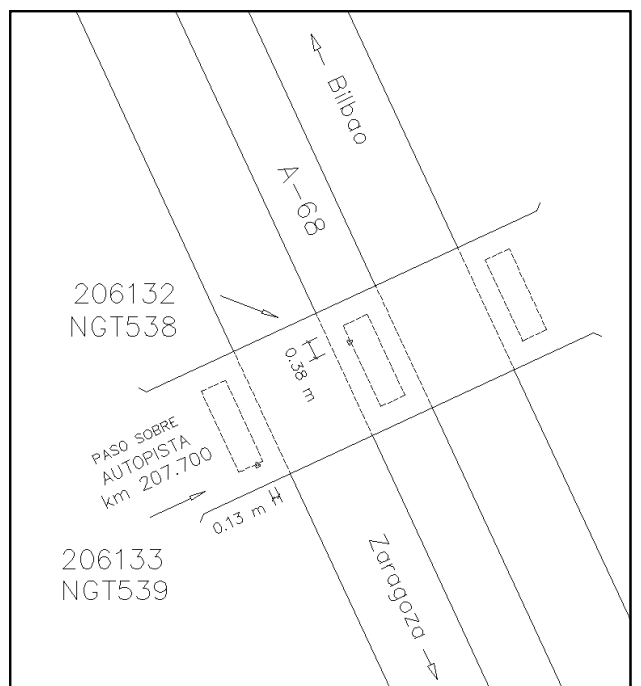 Bilbao
A-68
206132
NGT538
0.38 m
PASO SOBRE
AUTOPISTA
km 207.700
0.13 m
206133
NGT539
Zaragoza